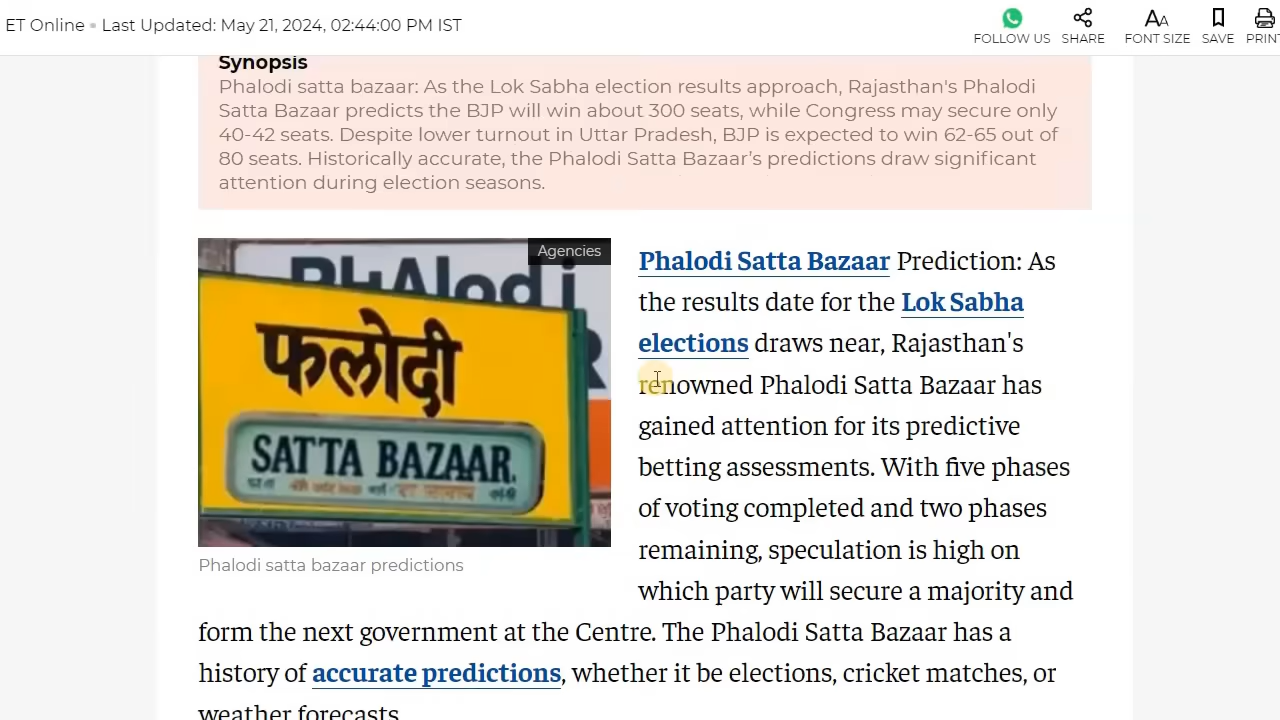 ET Online • Last Updated: May 21, 2024, 02:44:00 PM IST
FOLLOW US
SHARE
FONT SIZE
SAVE
PRINT
Synopsis
Phalodi satta bazaar: As the Lok Sabha election results approach, Rajasthan's Phalodi
Satta Bazaar predicts the BJP will win about 300 seats, while Congress may secure only
40-42 seats. Despite lower turnout in Uttar Pradesh, BJP is expected to win 62-65 out of
80 seats. Historically accurate, the Phalodi Satta Bazaar’s predictions draw significant
attention during election seasons.
Agencies
PhAlodi
फलोदी
SATTA BAZAAR
Phalodi satta bazaar predictions
Phalodi Satta Bazaar Prediction: As
the results date for the Lok Sabha
elections draws near, Rajasthan's
renowned Phalodi Satta Bazaar has
gained attention for its predictive
betting assessments. With five phases
of voting completed and two phases
remaining, speculation is high on
which party will secure a majority and
form the next government at the Centre. The Phalodi Satta Bazaar has a
history of accurate predictions, whether it be elections, cricket matches, or
weather forecasts.